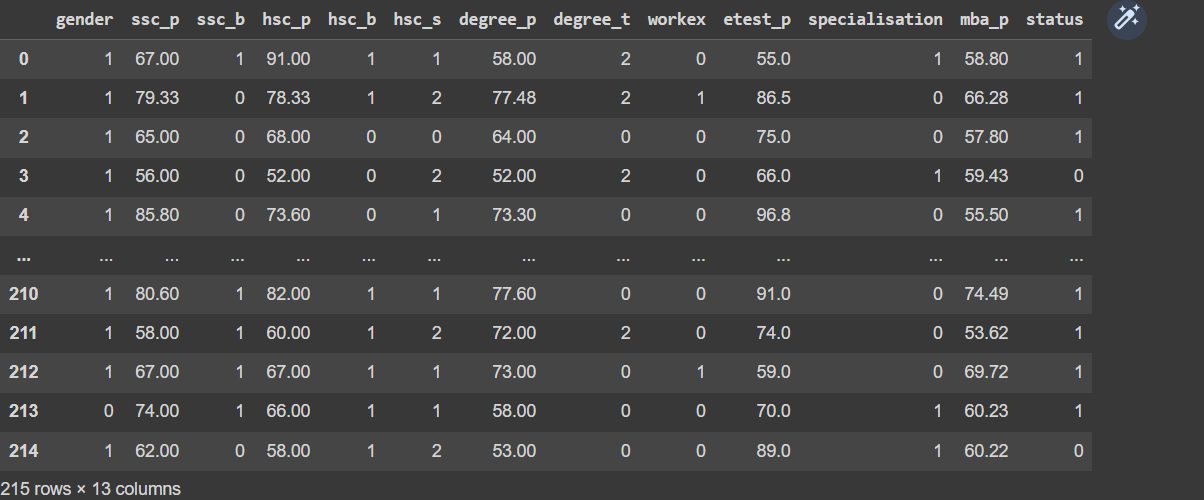 gender ssc_p ssc_b hsc_p hsc_b hsc_s degree_p degree_t workex etest_p specialisation mba_p status
0 1 67.00 1 91.00 1 1 58.00 2 0 55.0 1 58.80 1
1 1 79.33 0 78.33 1 2 77.48 2 1 86.5 0 66.28 1
2 1 65.00 0 68.00 0 0 64.00 0 0 75.0 0 57.80 1
3 1 56.00 0 52.00 0 2 52.00 2 0 66.0 1 59.43 0
4 1 85.80 0 73.60 0 1 73.30 0 0 96.8 0 55.50 1
... ... ... ... ... ... ... ... ... ... ... ... ... ...
210 1 80.60 1 82.00 1 1 77.60 0 0 91.0 0 74.49 1
211 1 58.00 1 60.00 1 2 72.00 2 0 74.0 0 53.62 1
212 1 67.00 1 67.00 1 1 73.00 0 1 59.0 0 69.72 1
213 0 74.00 1 66.00 1 1 58.00 0 0 70.0 1 60.23 1
214 1 62.00 0 58.00 1 2 53.00 0 0 89.0 1 60.22 0
215 rows × 13 columns